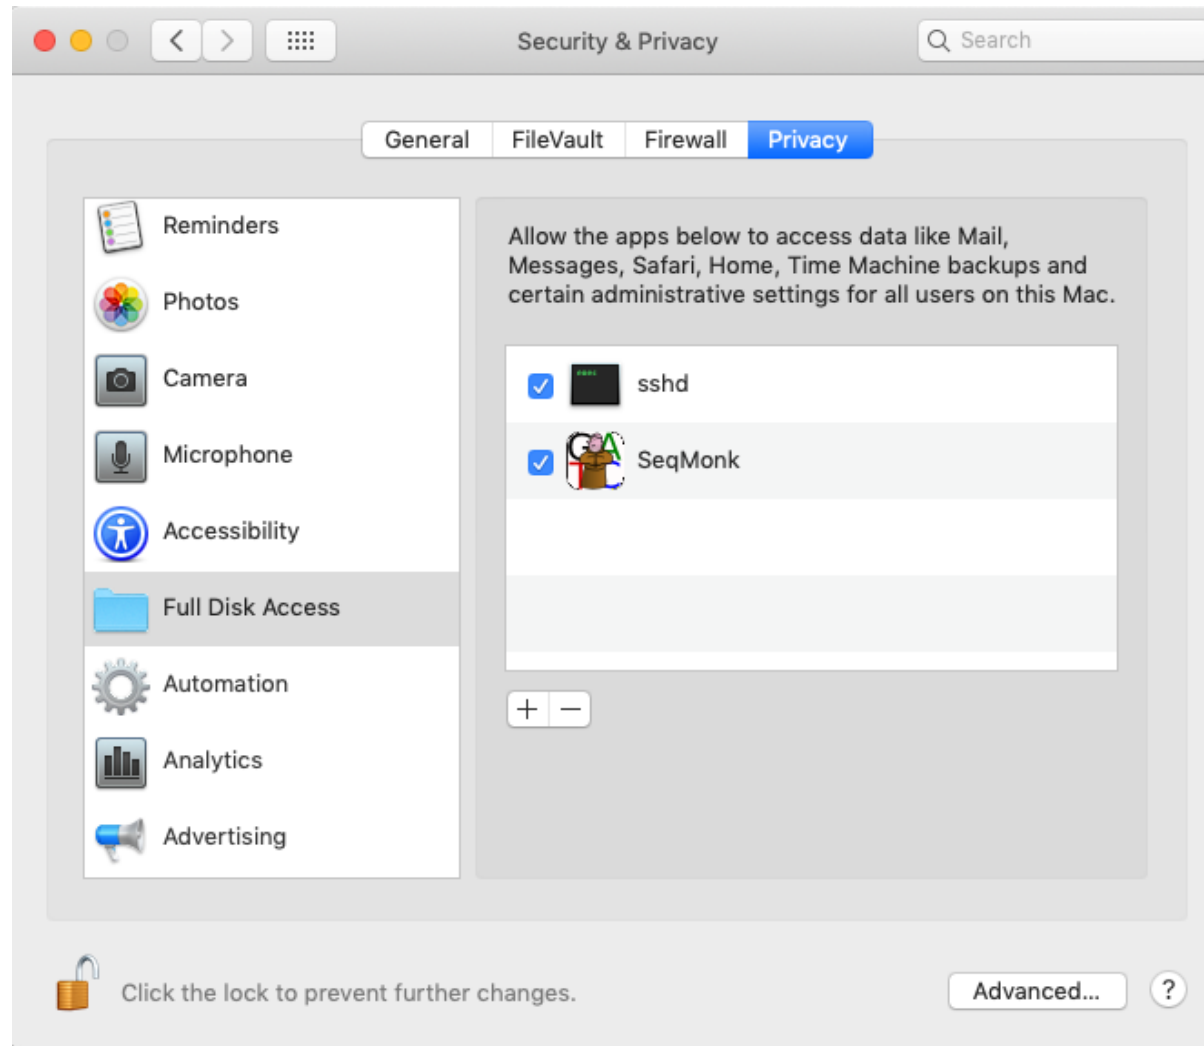 Security & Privacy
Search
General
FileVault
Firewall
Privacy
Reminders
Photos
Camera
Microphone
Accessibility
Full Disk Access
Automation
Analytics
Advertising
Allow the apps below to access data like Mail,
Messages, Safari, Home, Time Machine backups and
certain administrative settings for all users on this Mac.
sshd
SeqMonk
Click the lock to prevent further changes.
Advanced...
?